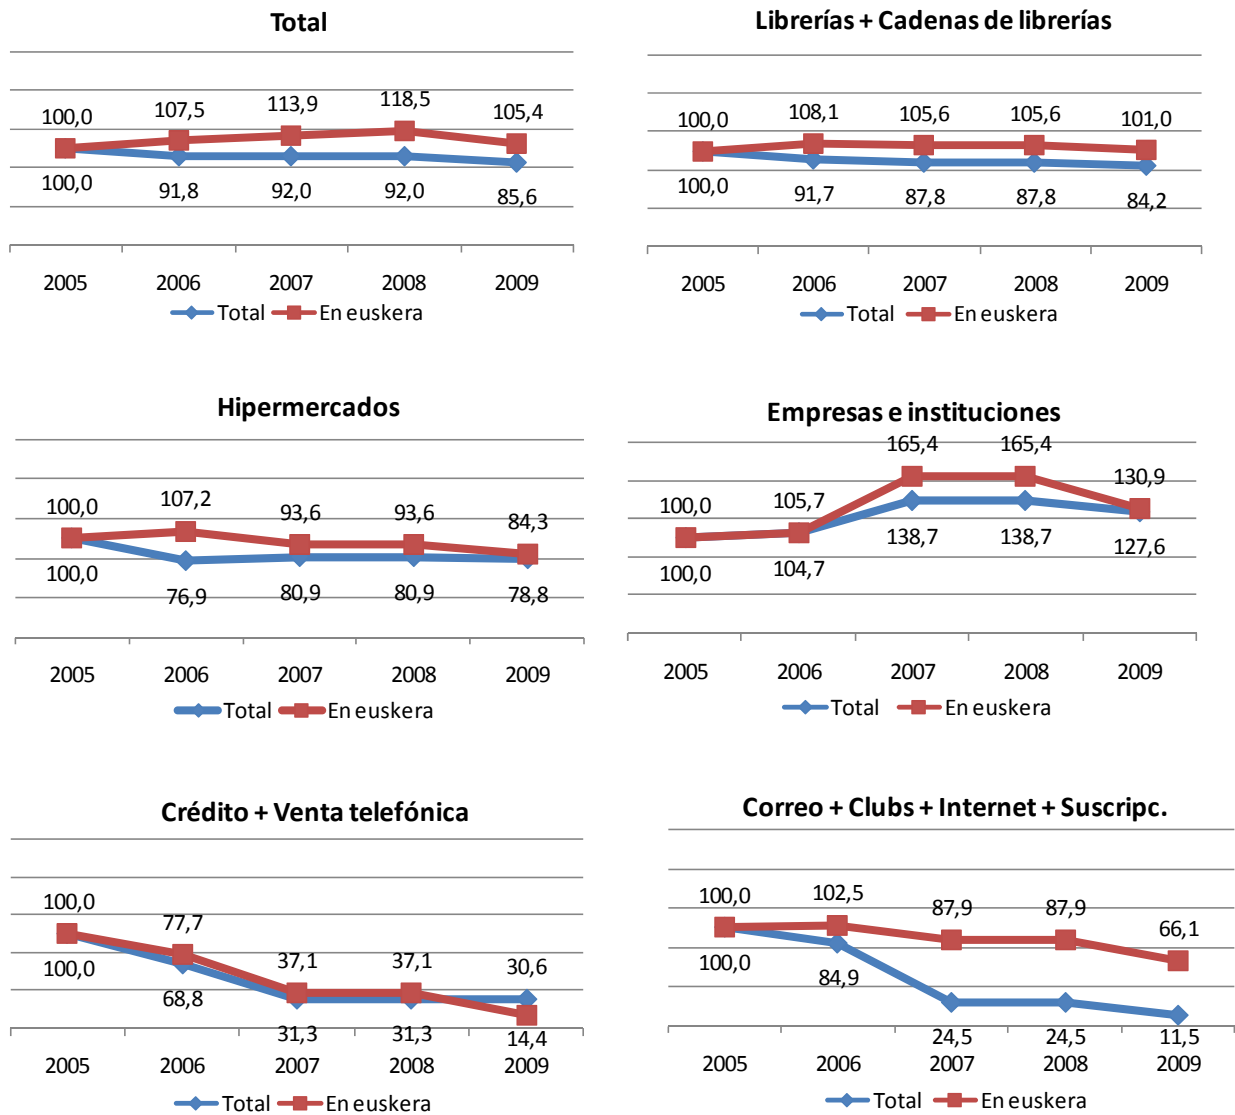 Total
100,0 107,5 113,9 118,5 105,4
100,0 91,8 92,0 92,0 85,6
2005 2006 2007 2008 2009
Total En euskera
Librerías + Cadenas de librerías
100,0 108,1 105,6 105,6 101,0
100,0 91,7 87,8 87,8 84,2
2005 2006 2007 2008 2009
Total En euskera
Hipermercados
100,0 107,2 93,6 93,6 84,3
100,0 76,9 80,9 80,9 78,8
2005 2006 2007 2008 2009
Total En euskera
Empresas e instituciones
100,0 105,7 165,4 165,4 130,9
100,0 104,7 138,7 138,7 127,6
2005 2006 2007 2008 2009
Total En euskera
Crédito + Venta telefónica
100,0 77,7 37,1 37,1 30,6
100,0 68,8 31,3 31,3 14,4
2005 2006 2007 2008 2009
Total En euskera
Correo + Clubs + Internet + Suscripc.
100,0 102,5 87,9 87,9 66,1
100,0 84,9 24,5 24,5 11,5
2005 2006 2007 2008 2009
Total En euskera